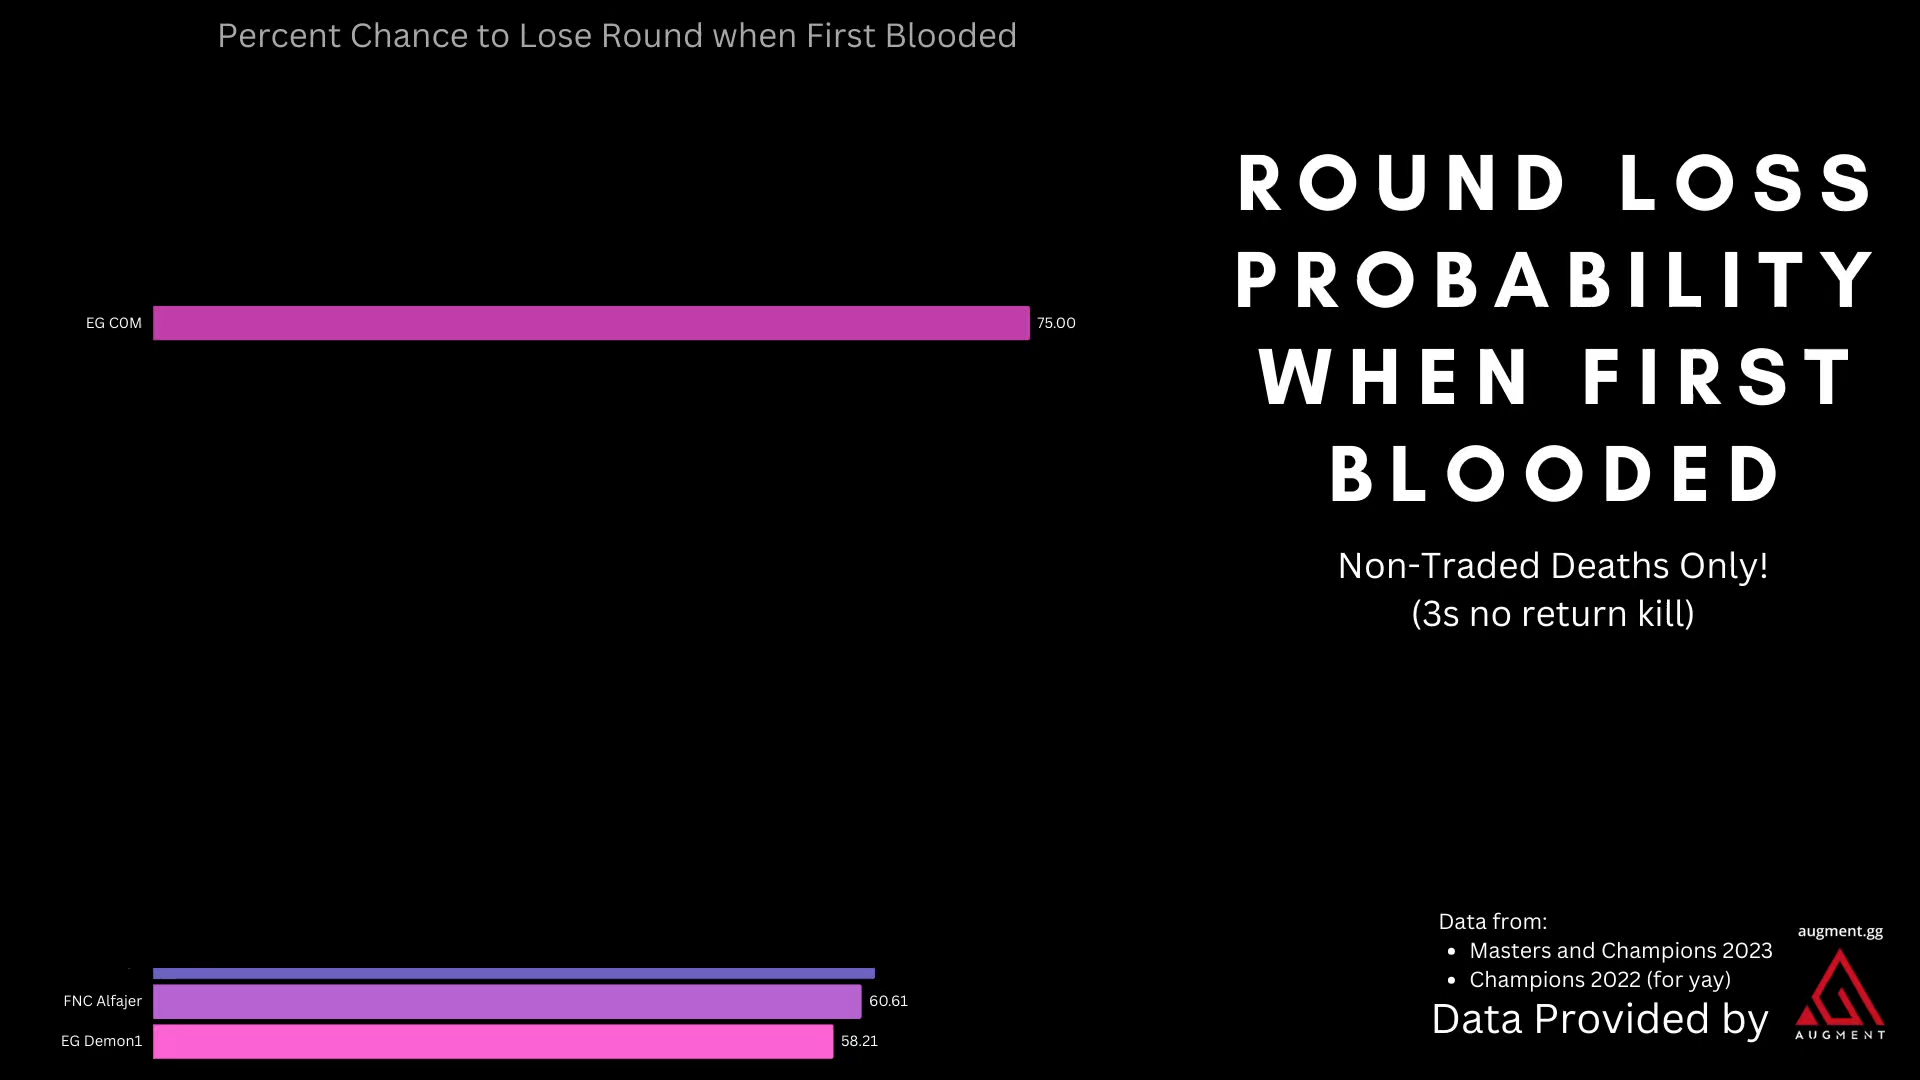 Percent Chance to Lose Round when First Blooded
EG C0M 75.00
FNC Alfajer 60.61
EG Demon1 58.21
ROUND LOSS
PROBABILITY
WHEN FIRST
BLOODED
Non-Traded Deaths Only!
(3s no return kill)
Data from:
• Masters and Champions 2023
• Champions 2022 (for yay)
Data Provided by
augment.gg
AUGMENT